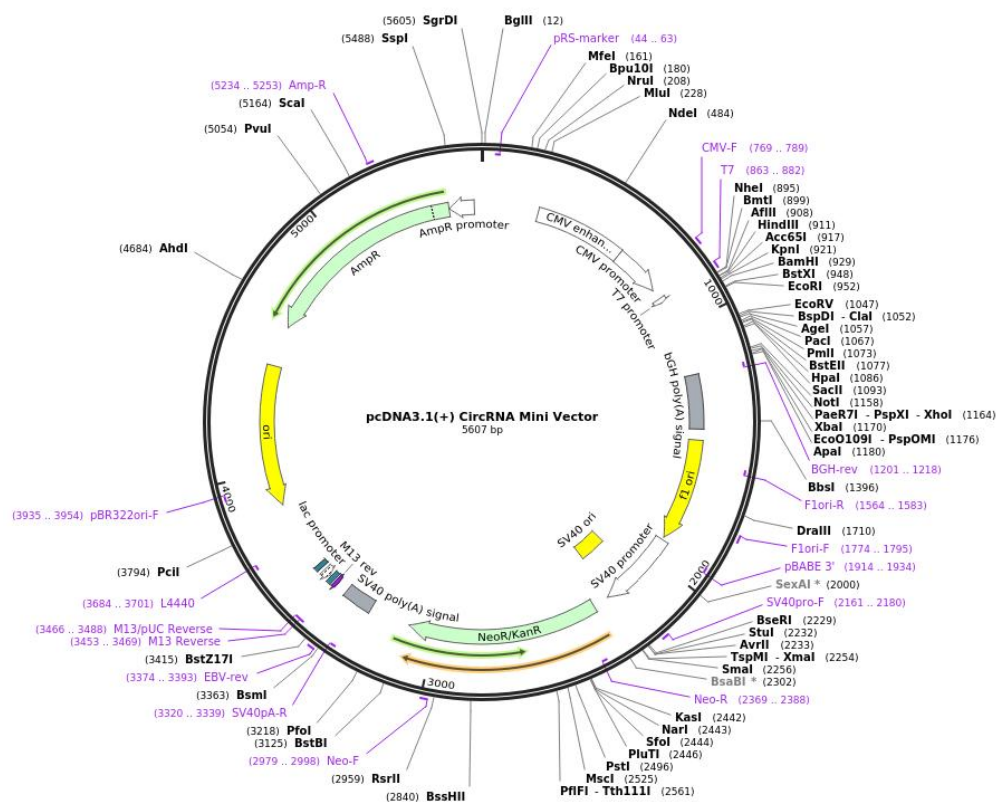 (5605) SgrDI
BglII (12)
(5488) SspI
pRS-marker (44 .. 63)
MfeI (161)
Bpu10I (180)
NruI (208)
MluI (228)
NdeI (484)
(5234 .. 5253) Amp-R
(5164) ScaI
(5054) PvuI
(4684) AhdI
CMV-F (769 .. 789)
T7 (863 .. 882)
NheI (895)
BmtI (899)
AflII (908)
HindIII (911)
Acc65I (917)
KpnI (921)
BamHI (929)
BstXI (948)
EcoRI (952)
EcoRV (1047)
BspDI - ClaI (1052)
AgeI (1057)
PacI (1067)
PmlI (1073)
BstEII (1077)
HpaI (1086)
SacII (1093)
NotI (1158)
PaeR7I - PspXI - XhoI (1164)
XbaI (1170)
EcoO109I - PspOMI (1176)
ApaI (1180)
BGH-rev (1201 .. 1218)
BbsI (1396)
F1ori-R (1564 .. 1583)
DraIII (1710)
F1ori-F (1774 .. 1795)
pBABE 3' (1914 .. 1934)
SexAI * (2000)
SV40pro-F (2161 .. 2180)
BseRI (2229)
StuI (2232)
AvrII (2233)
TspMI - XmaI (2254)
SmaI (2256)
BsaBI * (2302)
Neo-R (2369 .. 2388)
KasI (2442)
NarI (2443)
SfoI (2444)
PluTI (2446)
PstI (2496)
MscI (2525)
PflFI - Tth111I (2561)
(2840) BssHII
(2959) RsrII
(2979 .. 2998) Neo-F
(3125) BstBI
(3218) PfoI
(3320 .. 3339) SV40pA-R
(3363) BsmI
(3374 .. 3393) EBV-rev
(3415) BstZ17I
(3453 .. 3469) M13 Reverse
(3466 .. 3488) M13/pUC Reverse
(3684 .. 3701) L4440
(3794) PciI
(3935 .. 3954) pBR322ori-F
1000
2000
3000
4000
5000
AmpR promoter
AmpR
CMV enhan...
CMV promoter
T7 promoter
bGH poly(A) signal
f1 ori
SV40 promoter
SV40 ori
NeoR/KanR
SV40 poly(A) signal
M13 rev
lac promoter
ori
pcDNA3.1(+) CircRNA Mini Vector
5607 bp